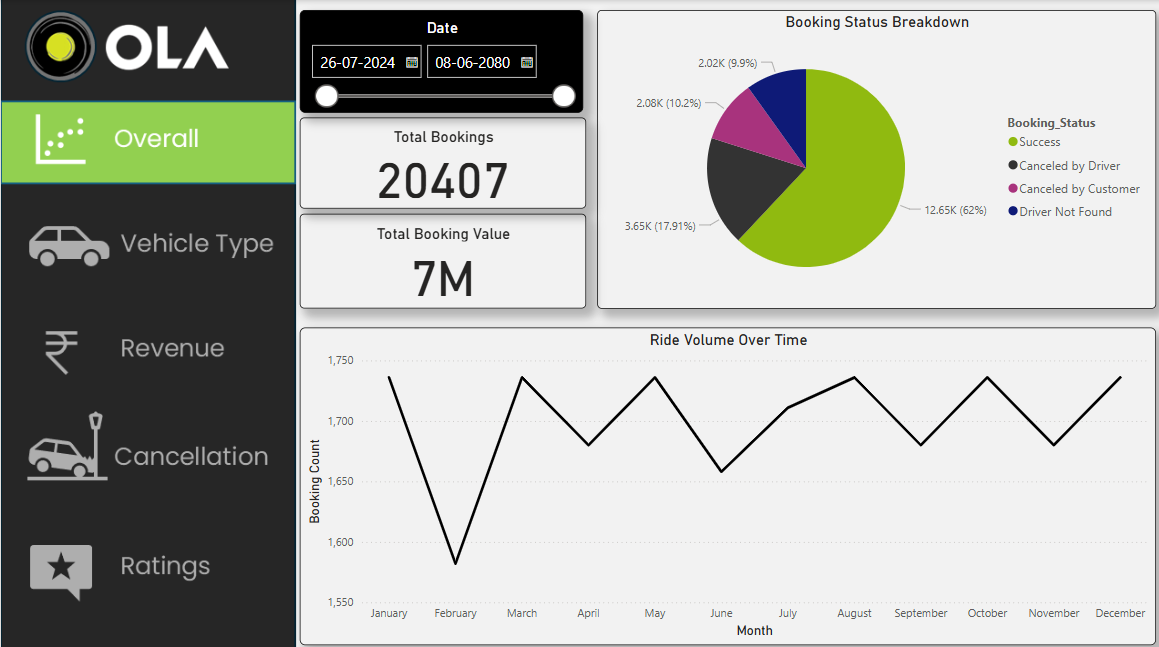 OLA
Overall
Vehicle Type
Revenue
Cancellation
Ratings
Date
26-07-2024
08-06-2080
Total Bookings
20407
Total Booking Value
7M
Booking Status Breakdown
2.02K (9.9%)
2.08K (10.2%)
3.65K (17.91%)
12.65K (62%)
Booking_Status
Success
Canceled by Driver
Canceled by Customer
Driver Not Found
Ride Volume Over Time
Booking Count
1,750
1,700
1,650
1,600
1,550
January February March April May June July August September October November December
Month